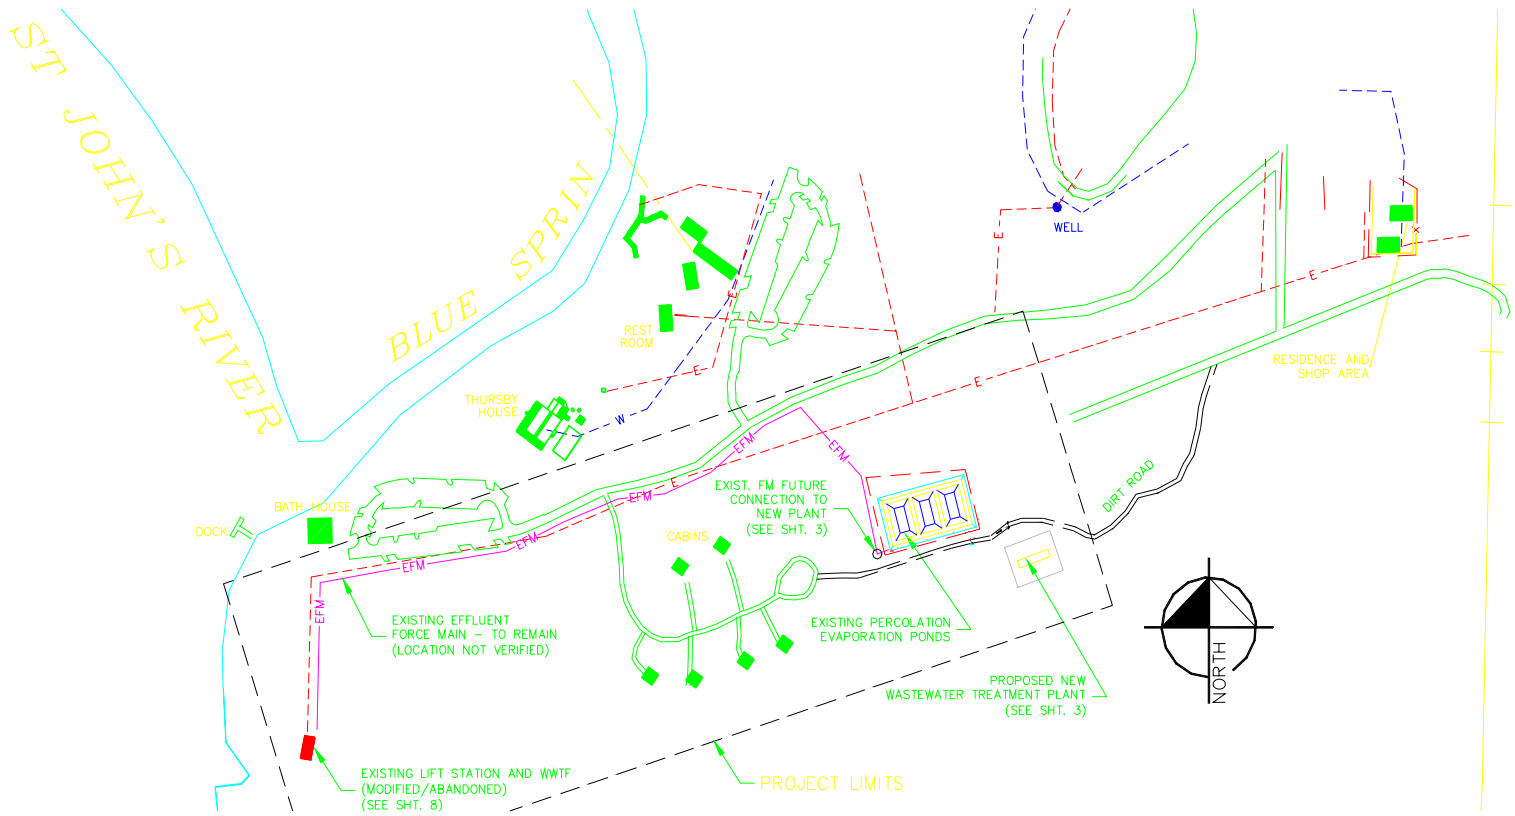 ST JOHN'S RIVER
BLUE SPRIN
WELL
E
E
E
REST
ROOM
RESIDENCE AND
SHOP AREA
E
E
THURSBY
HOUSE
W
EFM
EFM
E
EXIST. FM FUTURE
CONNECTION TO
NEW PLANT
(SEE SHT. 3)
DIRT ROAD
EFM
BATH HOUSE
DOCK
CABINS
EFM
EFM
EFM
EXISTING EFFLUENT
FORCE MAIN - TO REMAIN
(LOCATION NOT VERIFIED)
EXISTING PERCOLATION
EVAPORATION PONDS
PROPOSED NEW
WASTEWATER TREATMENT PLANT
(SEE SHT. 3)
NORTH
EXISTING LIFT STATION AND WWTF
(MODIFIED/ABANDONED)
(SEE SHT. 8)
PROJECT LIMITS